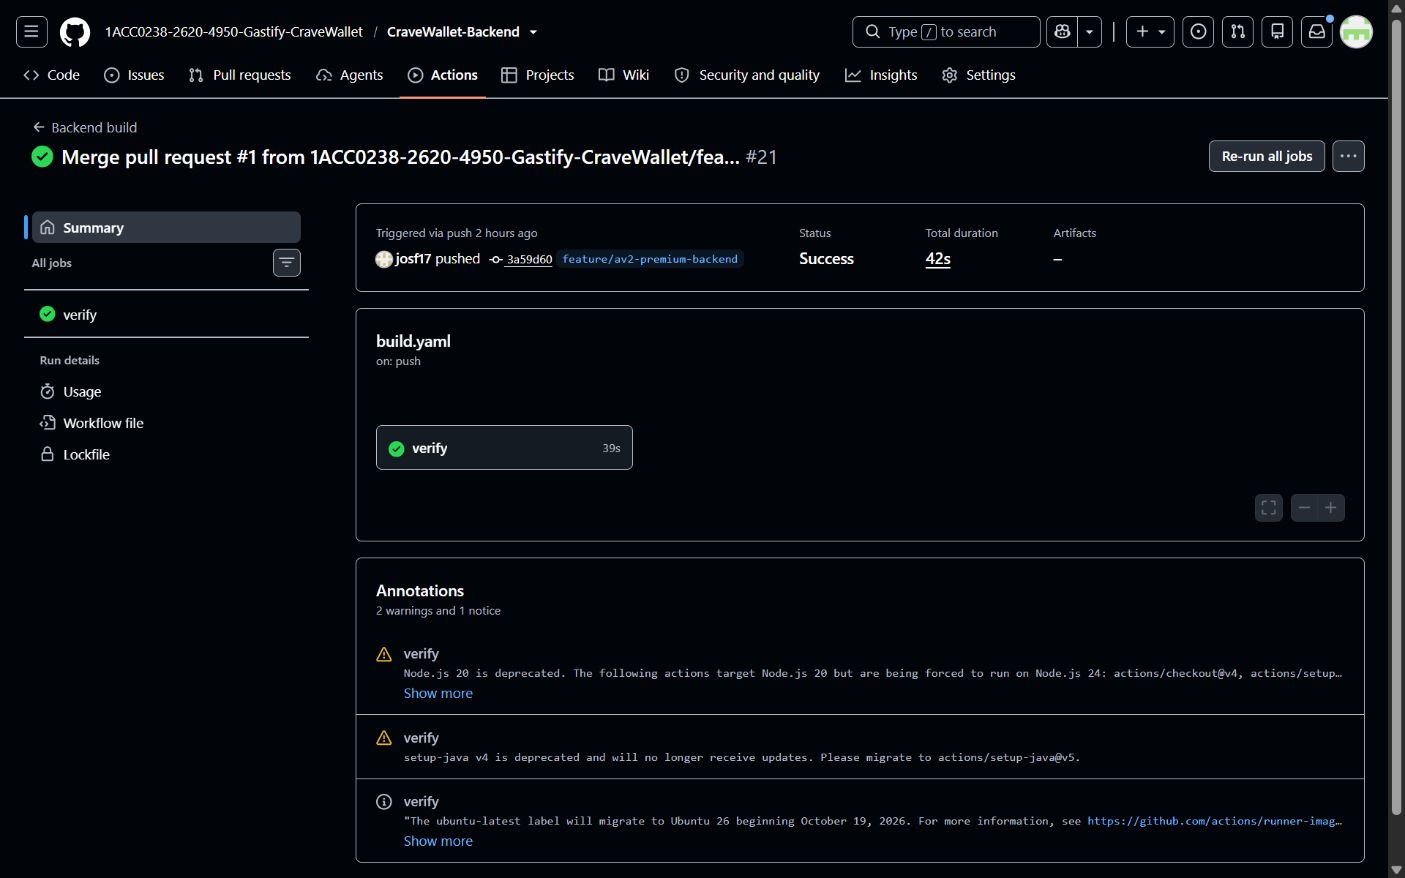 1ACC0238-2620-4950-Gastify-CraveWallet / CraveWallet-Backend
Type / to search
Code
Issues
Pull requests
Agents
Actions
Projects
Wiki
Security and quality
Insights
Settings
Backend build
Merge pull request #1 from 1ACC0238-2620-4950-Gastify-CraveWallet/fea... #21
Re-run all jobs
Summary
All jobs
verify
Run details
Usage
Workflow file
Lockfile
Triggered via push 2 hours ago
josf17 pushed 3a59d60 feature/av2-premium-backend
Status
Success
Total duration
42s
Artifacts
–
build.yaml
on: push
verify
39s
Annotations
2 warnings and 1 notice
verify
Node.js 20 is deprecated. The following actions target Node.js 20 but are being forced to run on Node.js 24: actions/checkout@v4, actions/setup…
Show more
verify
setup-java v4 is deprecated and will no longer receive updates. Please migrate to actions/setup-java@v5.
verify
"The ubuntu-latest label will migrate to Ubuntu 26 beginning October 19, 2026. For more information, see https://github.com/actions/runner-imag…
Show more